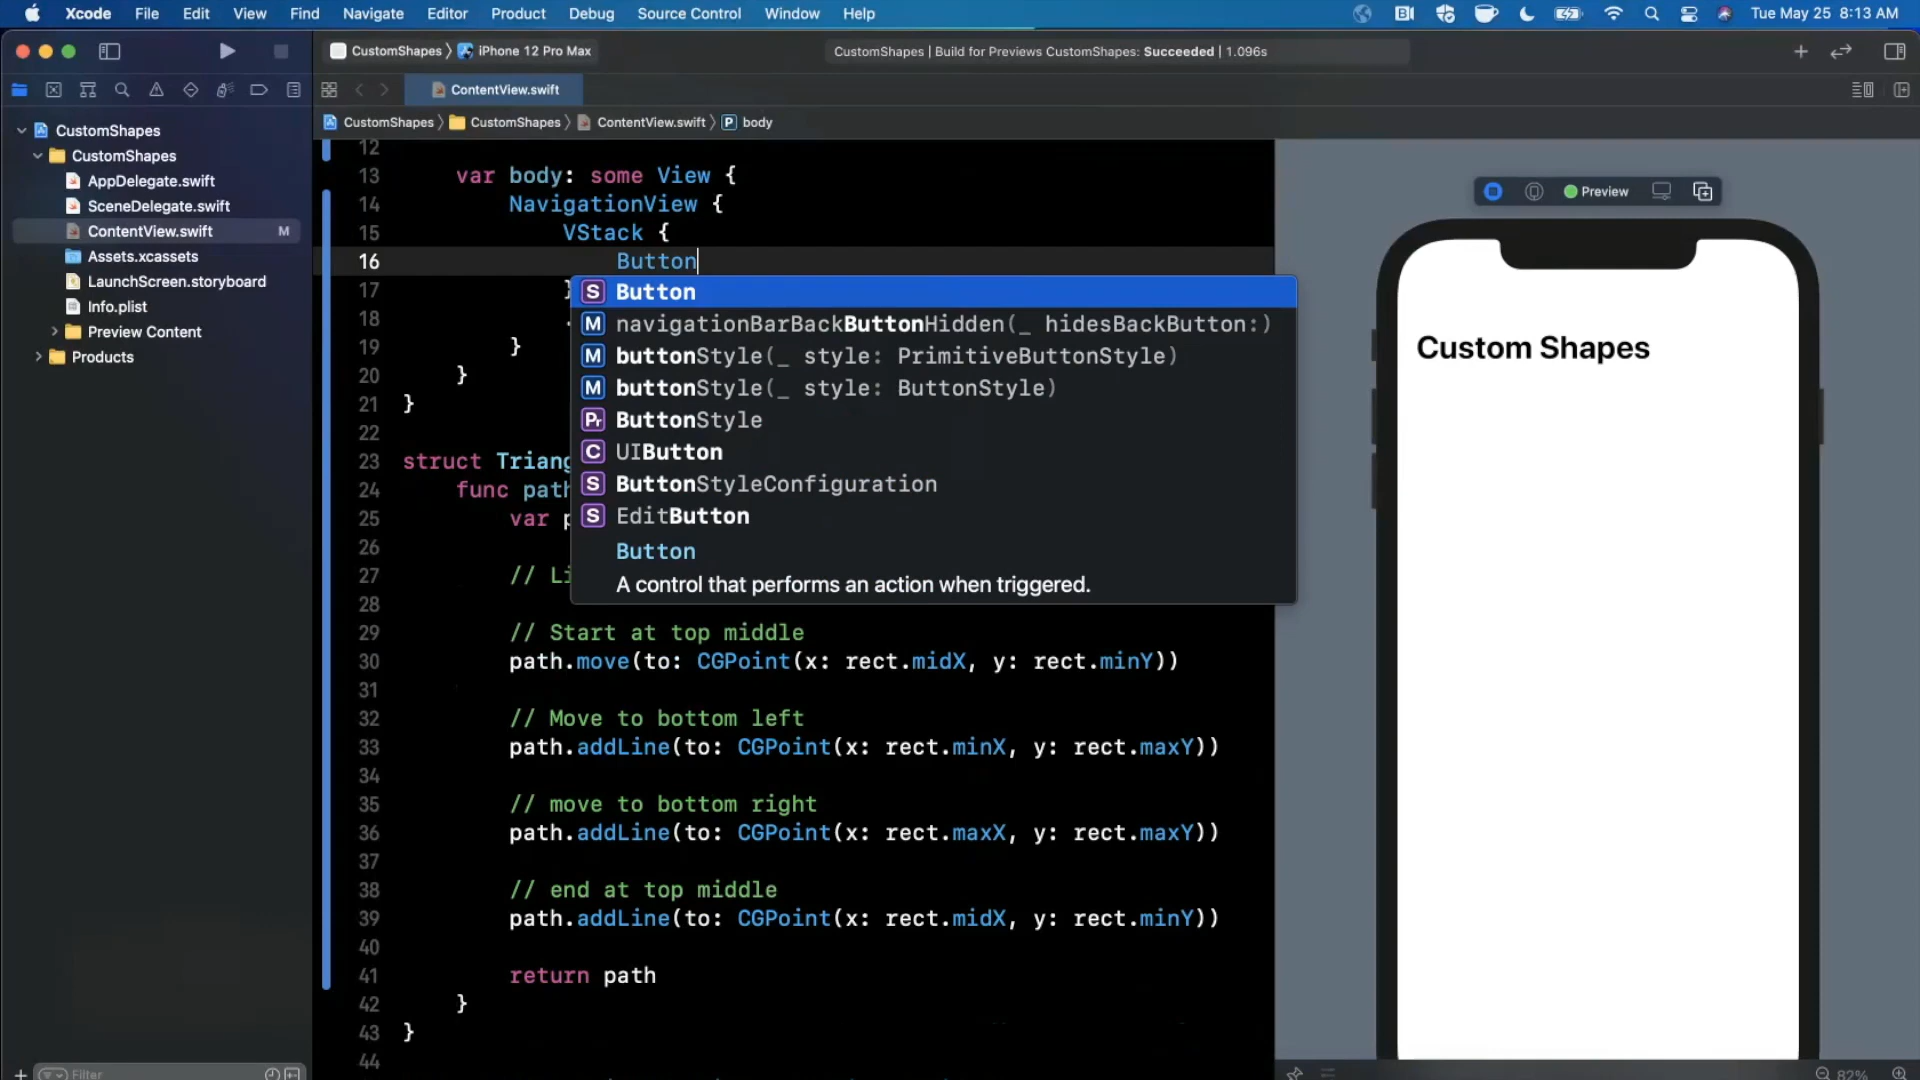 Xcode File Edit View Find Navigate Editor Product Debug Source Control Window Help Tue May 25 8:13 AM
CustomShapes 〉 iPhone 12 Pro Max CustomShapes | Build for Previews CustomShapes: Succeeded | 1.096s
ContentView.swift
CustomShapes 〉 CustomShapes 〉 ContentView.swift 〉 P body
CustomShapes
CustomShapes
AppDelegate.swift
SceneDelegate.swift
ContentView.swift M
Assets.xcassets
LaunchScreen.storyboard
Info.plist
Preview Content
Products
Filter
12
13 var body: some View {
14 NavigationView {
15 VStack {
16 Button
17 }
18 .
19 }
20 }
21 }
22
23 struct Triang
24 func path
25 var p
26
27 // Li
28
29 // Start at top middle
30 path.move(to: CGPoint(x: rect.midX, y: rect.minY))
31
32 // Move to bottom left
33 path.addLine(to: CGPoint(x: rect.minX, y: rect.maxY))
34
35 // move to bottom right
36 path.addLine(to: CGPoint(x: rect.maxX, y: rect.maxY))
37
38 // end at top middle
39 path.addLine(to: CGPoint(x: rect.midX, y: rect.minY))
40
41 return path
42 }
43 }
44
S Button
M navigationBarBackButtonHidden(_ hidesBackButton:)
M buttonStyle(_ style: PrimitiveButtonStyle)
M buttonStyle(_ style: ButtonStyle)
Pr ButtonStyle
C UIButton
S ButtonStyleConfiguration
S EditButton
Button
A control that performs an action when triggered.
Preview
Custom Shapes
82%